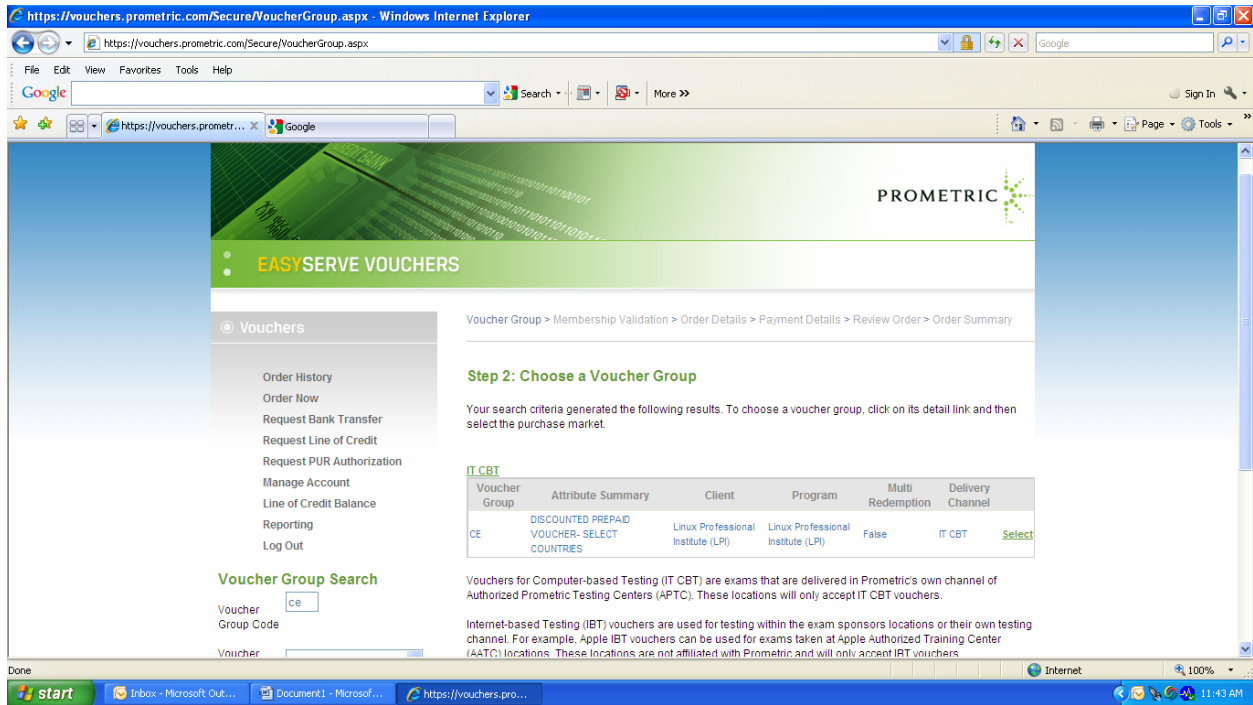 https://vouchers.prometric.com/Secure/VoucherGroup.aspx - Windows Internet Explorer
https://vouchers.prometric.com/Secure/VoucherGroup.aspx
Google
File Edit View Favorites Tools Help
Google
Search
More >>
Sign In
https://vouchers.prometr...
Google
Page
Tools
CREDIT BANK
PROMETRIC
EASYSERVE VOUCHERS
Vouchers
Order History
Order Now
Request Bank Transfer
Request Line of Credit
Request PUR Authorization
Manage Account
Line of Credit Balance
Reporting
Log Out
Voucher Group Search
Voucher
Group Code
ce
Voucher
Voucher Group > Membership Validation > Order Details > Payment Details > Review Order > Order Summary
Step 2: Choose a Voucher Group
Your search criteria generated the following results. To choose a voucher group, click on its detail link and then
select the purchase market.
IT CBT
Voucher Group Attribute Summary Client Program Multi Redemption Delivery Channel
CE DISCOUNTED PREPAID VOUCHER- SELECT COUNTRIES Linux Professional Institute (LPI) Linux Professional Institute (LPI) False IT CBT Select
Vouchers for Computer-based Testing (IT CBT) are exams that are delivered in Prometric's own channel of
Authorized Prometric Testing Centers (APTC). These locations will only accept IT CBT vouchers.
Internet-based Testing (IBT) vouchers are used for testing within the exam sponsors locations or their own testing
channel. For example, Apple IBT vouchers can be used for exams taken at Apple Authorized Training Center
(AATC) locations. These locations are not affiliated with Prometric and will only accept IBT vouchers.
Done
Internet
100%
start
Inbox - Microsoft Out...
Document1 - Microsof...
https://vouchers.pro...
11:43 AM